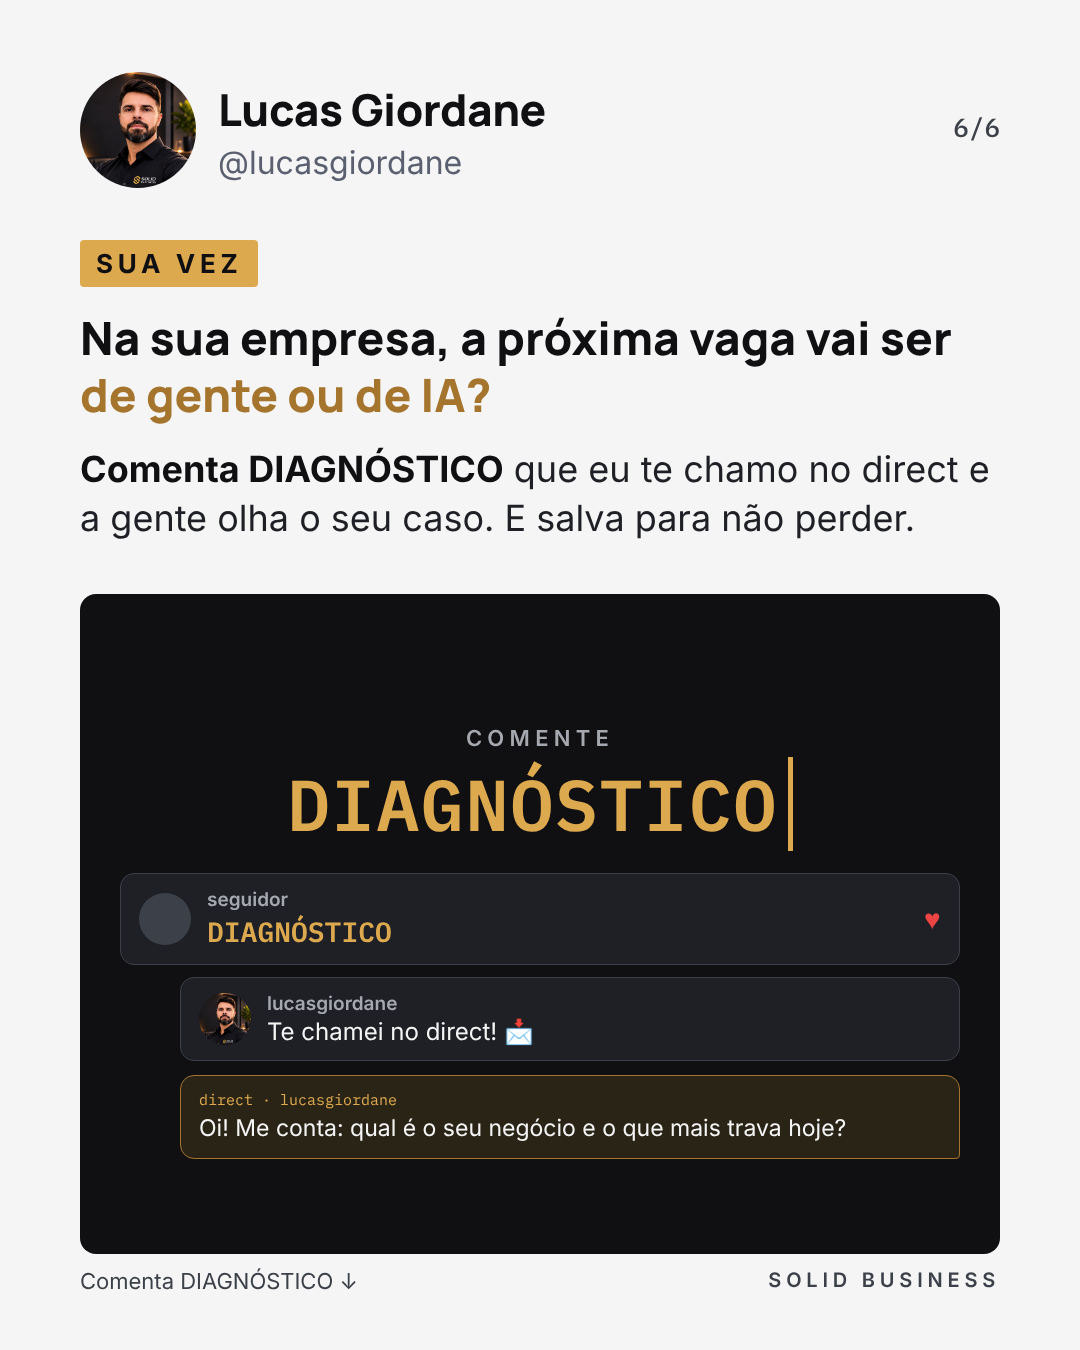 Lucas Giordane
@lucasgiordane
6/6
SUA VEZ
Na sua empresa, a próxima vaga vai ser
de gente ou de IA?
Comenta DIAGNÓSTICO que eu te chamo no direct e
a gente olha o seu caso. E salva para não perder.
COMENTE
DIAGNÓSTICO
seguidor
DIAGNÓSTICO
♥
lucasgiordane
Te chamei no direct! 📩
direct · lucasgiordane
Oi! Me conta: qual é o seu negócio e o que mais trava hoje?
Comenta DIAGNÓSTICO ↓
SOLID BUSINESS